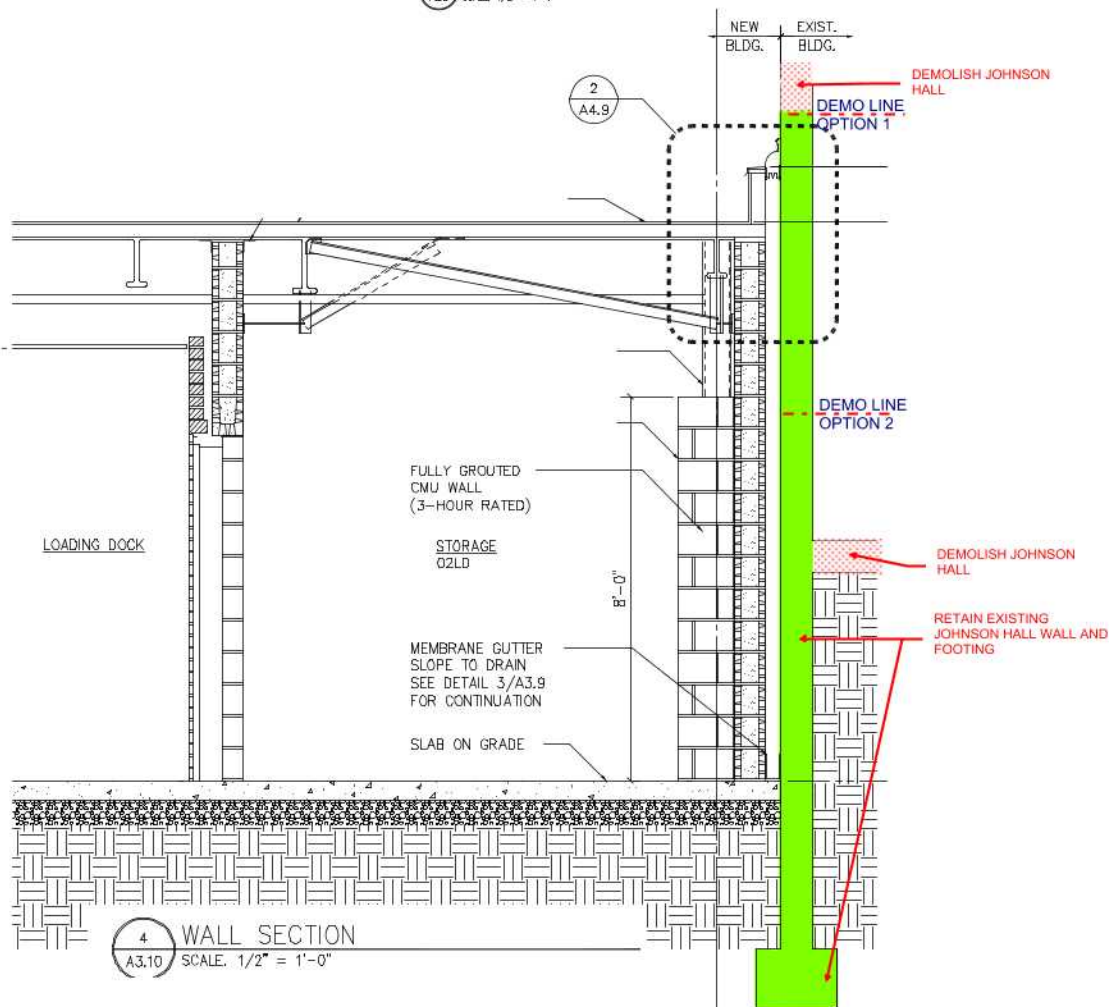 NEW
BLDG.
EXIST.
BLDG.
DEMOLISH JOHNSON
HALL
2
A4.9
DEMO LINE
OPTION 1
DEMO LINE
OPTION 2
FULLY GROUTED
CMU WALL
(3-HOUR RATED)
LOADING DOCK
STORAGE
02LD
8'-0"
DEMOLISH JOHNSON
HALL
RETAIN EXISTING
JOHNSON HALL WALL AND
FOOTING
MEMBRANE GUTTER
SLOPE TO DRAIN
SEE DETAIL 3/A3.9
FOR CONTINUATION
SLAB ON GRADE
4
A3.10
WALL SECTION
SCALE. 1/2" = 1'-0"